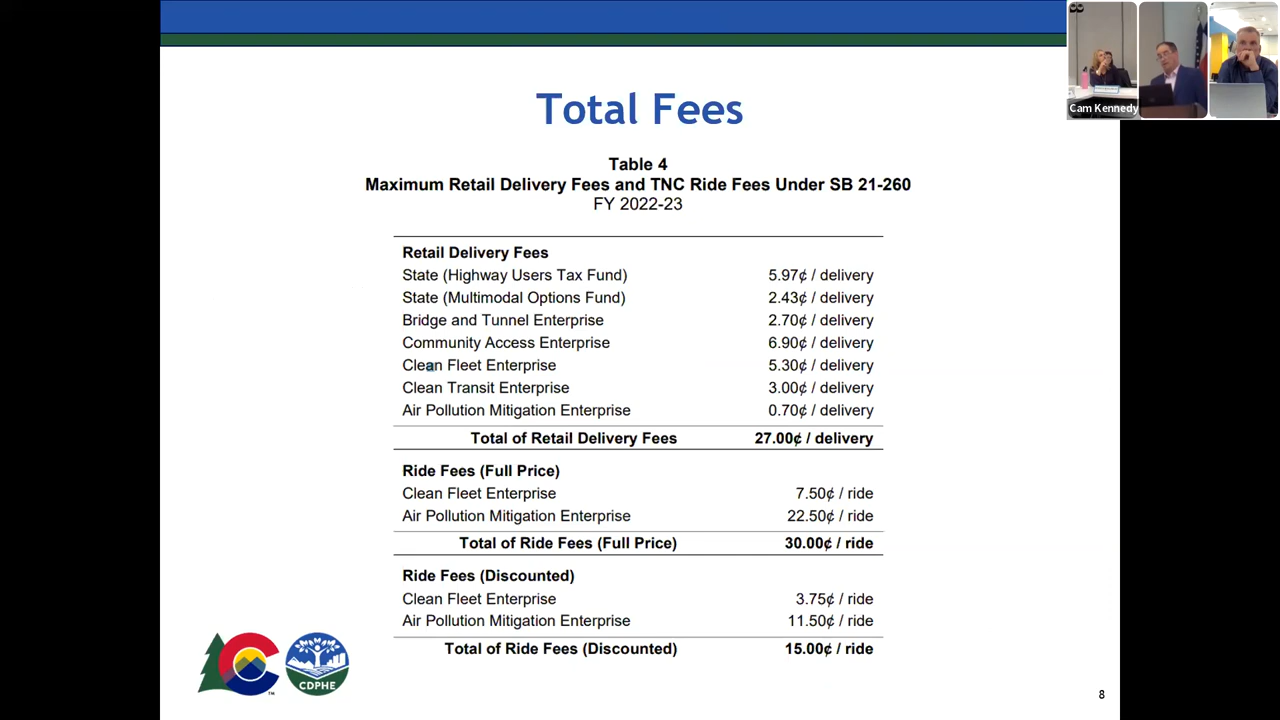 Cam Kennedy
Total Fees
Table 4
Maximum Retail Delivery Fees and TNC Ride Fees Under SB 21-260
FY 2022-23
Retail Delivery Fees
State (Highway Users Tax Fund) 5.97¢ / delivery
State (Multimodal Options Fund) 2.43¢ / delivery
Bridge and Tunnel Enterprise 2.70¢ / delivery
Community Access Enterprise 6.90¢ / delivery
Clean Fleet Enterprise 5.30¢ / delivery
Clean Transit Enterprise 3.00¢ / delivery
Air Pollution Mitigation Enterprise 0.70¢ / delivery
Total of Retail Delivery Fees 27.00¢ / delivery
Ride Fees (Full Price)
Clean Fleet Enterprise 7.50¢ / ride
Air Pollution Mitigation Enterprise 22.50¢ / ride
Total of Ride Fees (Full Price) 30.00¢ / ride
Ride Fees (Discounted)
Clean Fleet Enterprise 3.75¢ / ride
Air Pollution Mitigation Enterprise 11.50¢ / ride
Total of Ride Fees (Discounted) 15.00¢ / ride
CDPHE
TM
8